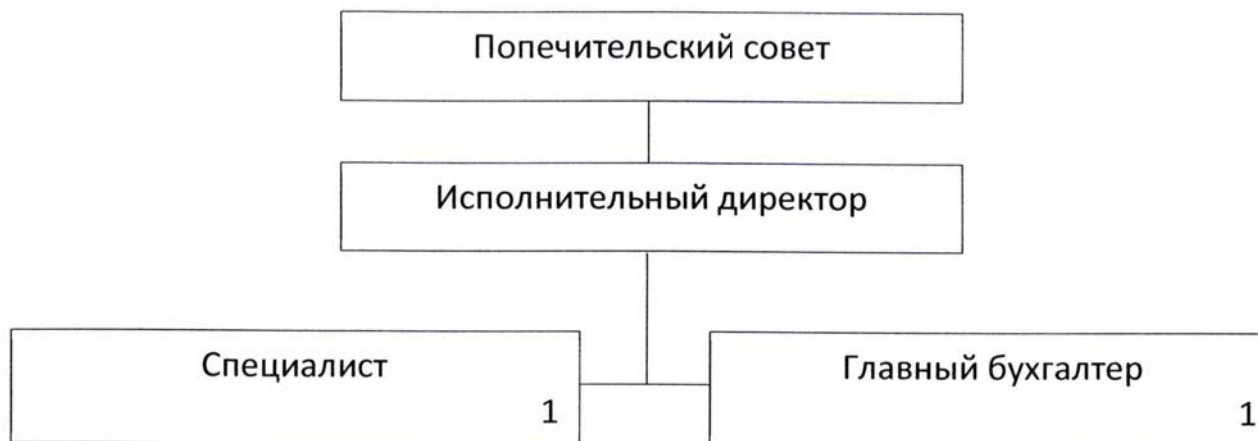 Попечительский совет
Исполнительный директор
Специалист
1
Главный бухгалтер
1